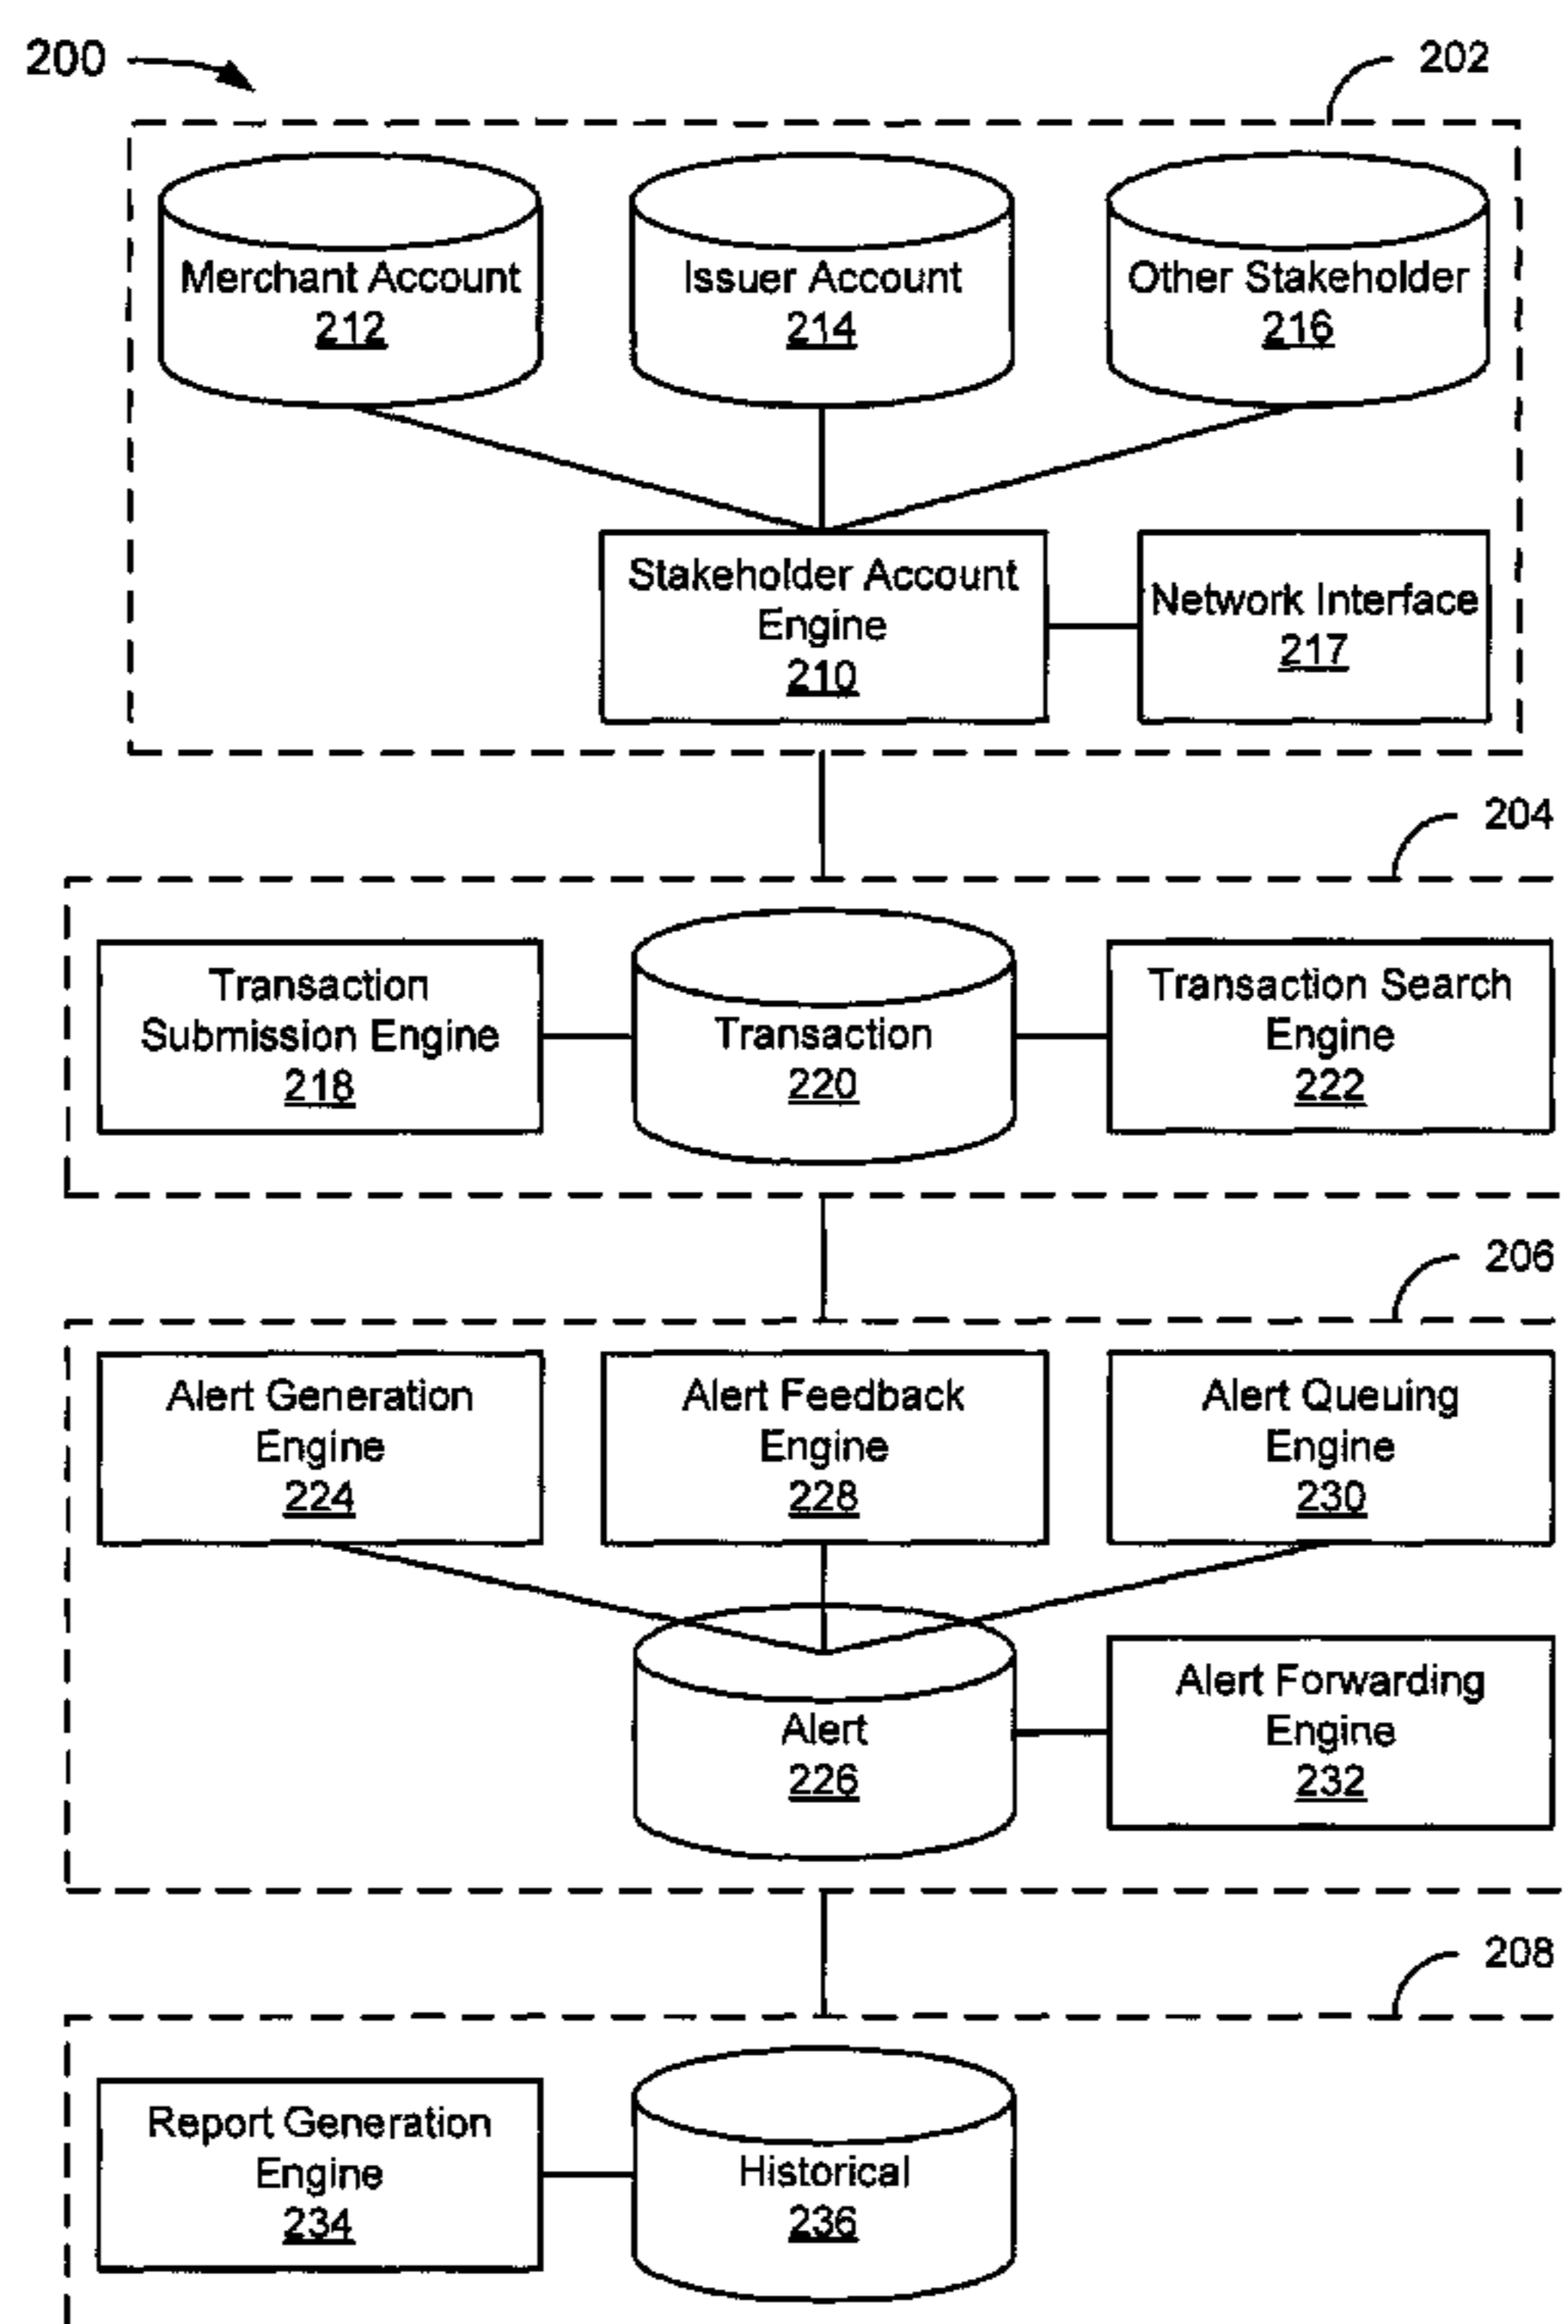 200
202
Merchant Account
212
Issuer Account
214
Other Stakeholder
216
Stakeholder Account
Engine
210
Network Interface
217
204
Transaction
Submission Engine
218
Transaction
220
Transaction Search
Engine
222
206
Alert Generation
Engine
224
Alert Feedback
Engine
228
Alert Queuing
Engine
230
Alert
226
Alert Forwarding
Engine
232
208
Report Generation
Engine
234
Historical
236